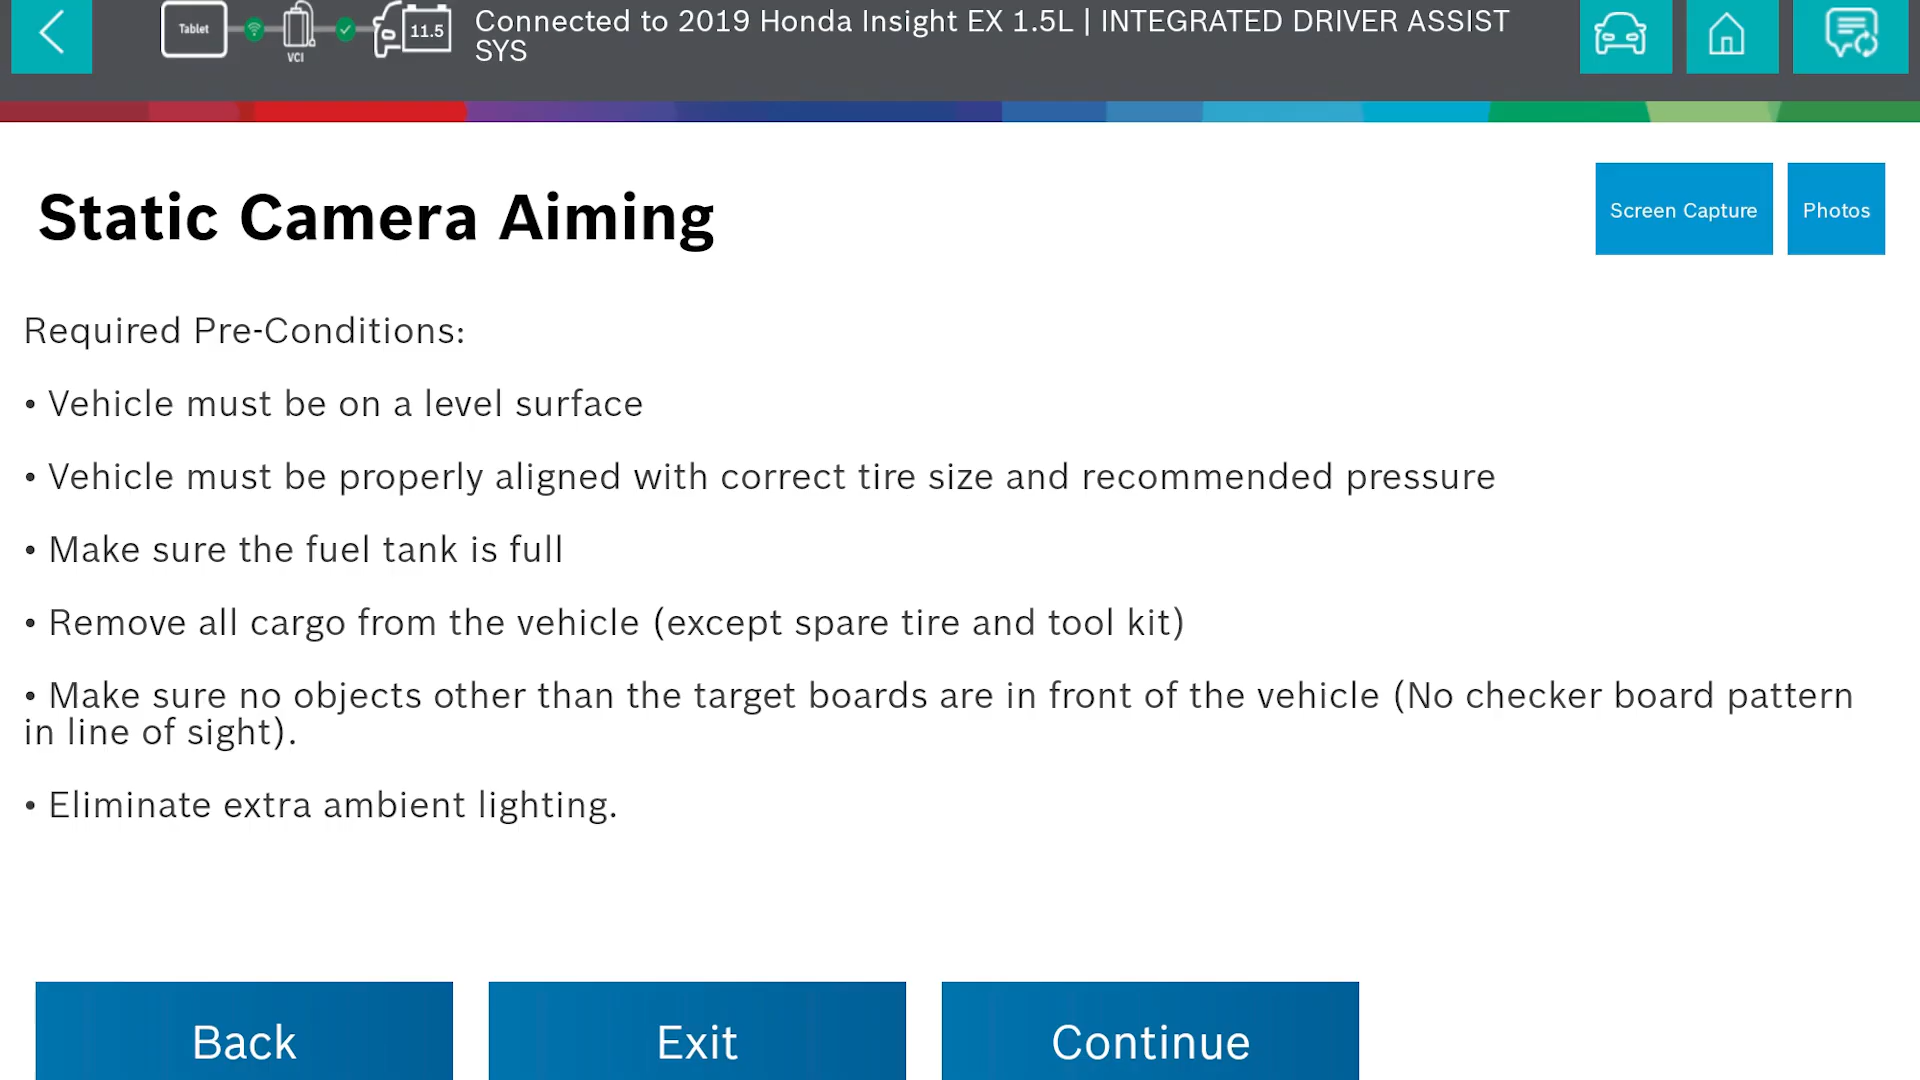 Tablet
VCI
11.5
Connected to 2019 Honda Insight EX 1.5L | INTEGRATED DRIVER ASSIST
SYS
Static Camera Aiming
Screen Capture
Photos
Required Pre-Conditions:
• Vehicle must be on a level surface
• Vehicle must be properly aligned with correct tire size and recommended pressure
• Make sure the fuel tank is full
• Remove all cargo from the vehicle (except spare tire and tool kit)
• Make sure no objects other than the target boards are in front of the vehicle (No checker board pattern
in line of sight).
• Eliminate extra ambient lighting.
Back
Exit
Continue